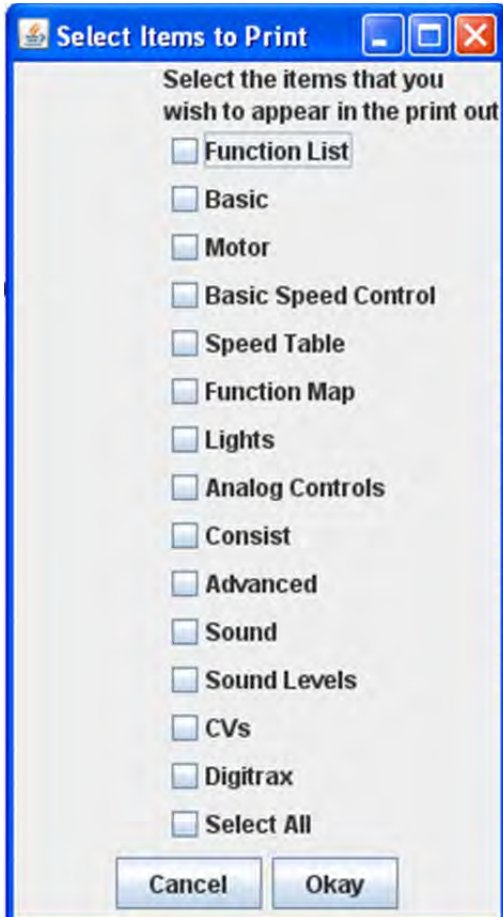 Select Items to Print
Select the items that you
wish to appear in the print out
Function List
Basic
Motor
Basic Speed Control
Speed Table
Function Map
Lights
Analog Controls
Consist
Advanced
Sound
Sound Levels
CVs
Digitrax
Select All
Cancel Okay